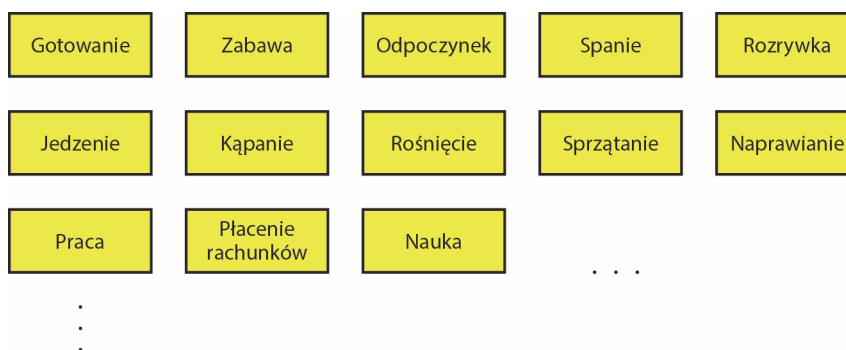 Gotowanie
Zabawa
Odpoczynek
Spanie
Rozrywka
Jedzenie
Kąpanie
Rośnięcie
Sprzątanie
Naprawianie
Praca
Płacenie
rachunków
Nauka
. . .
.
.
.